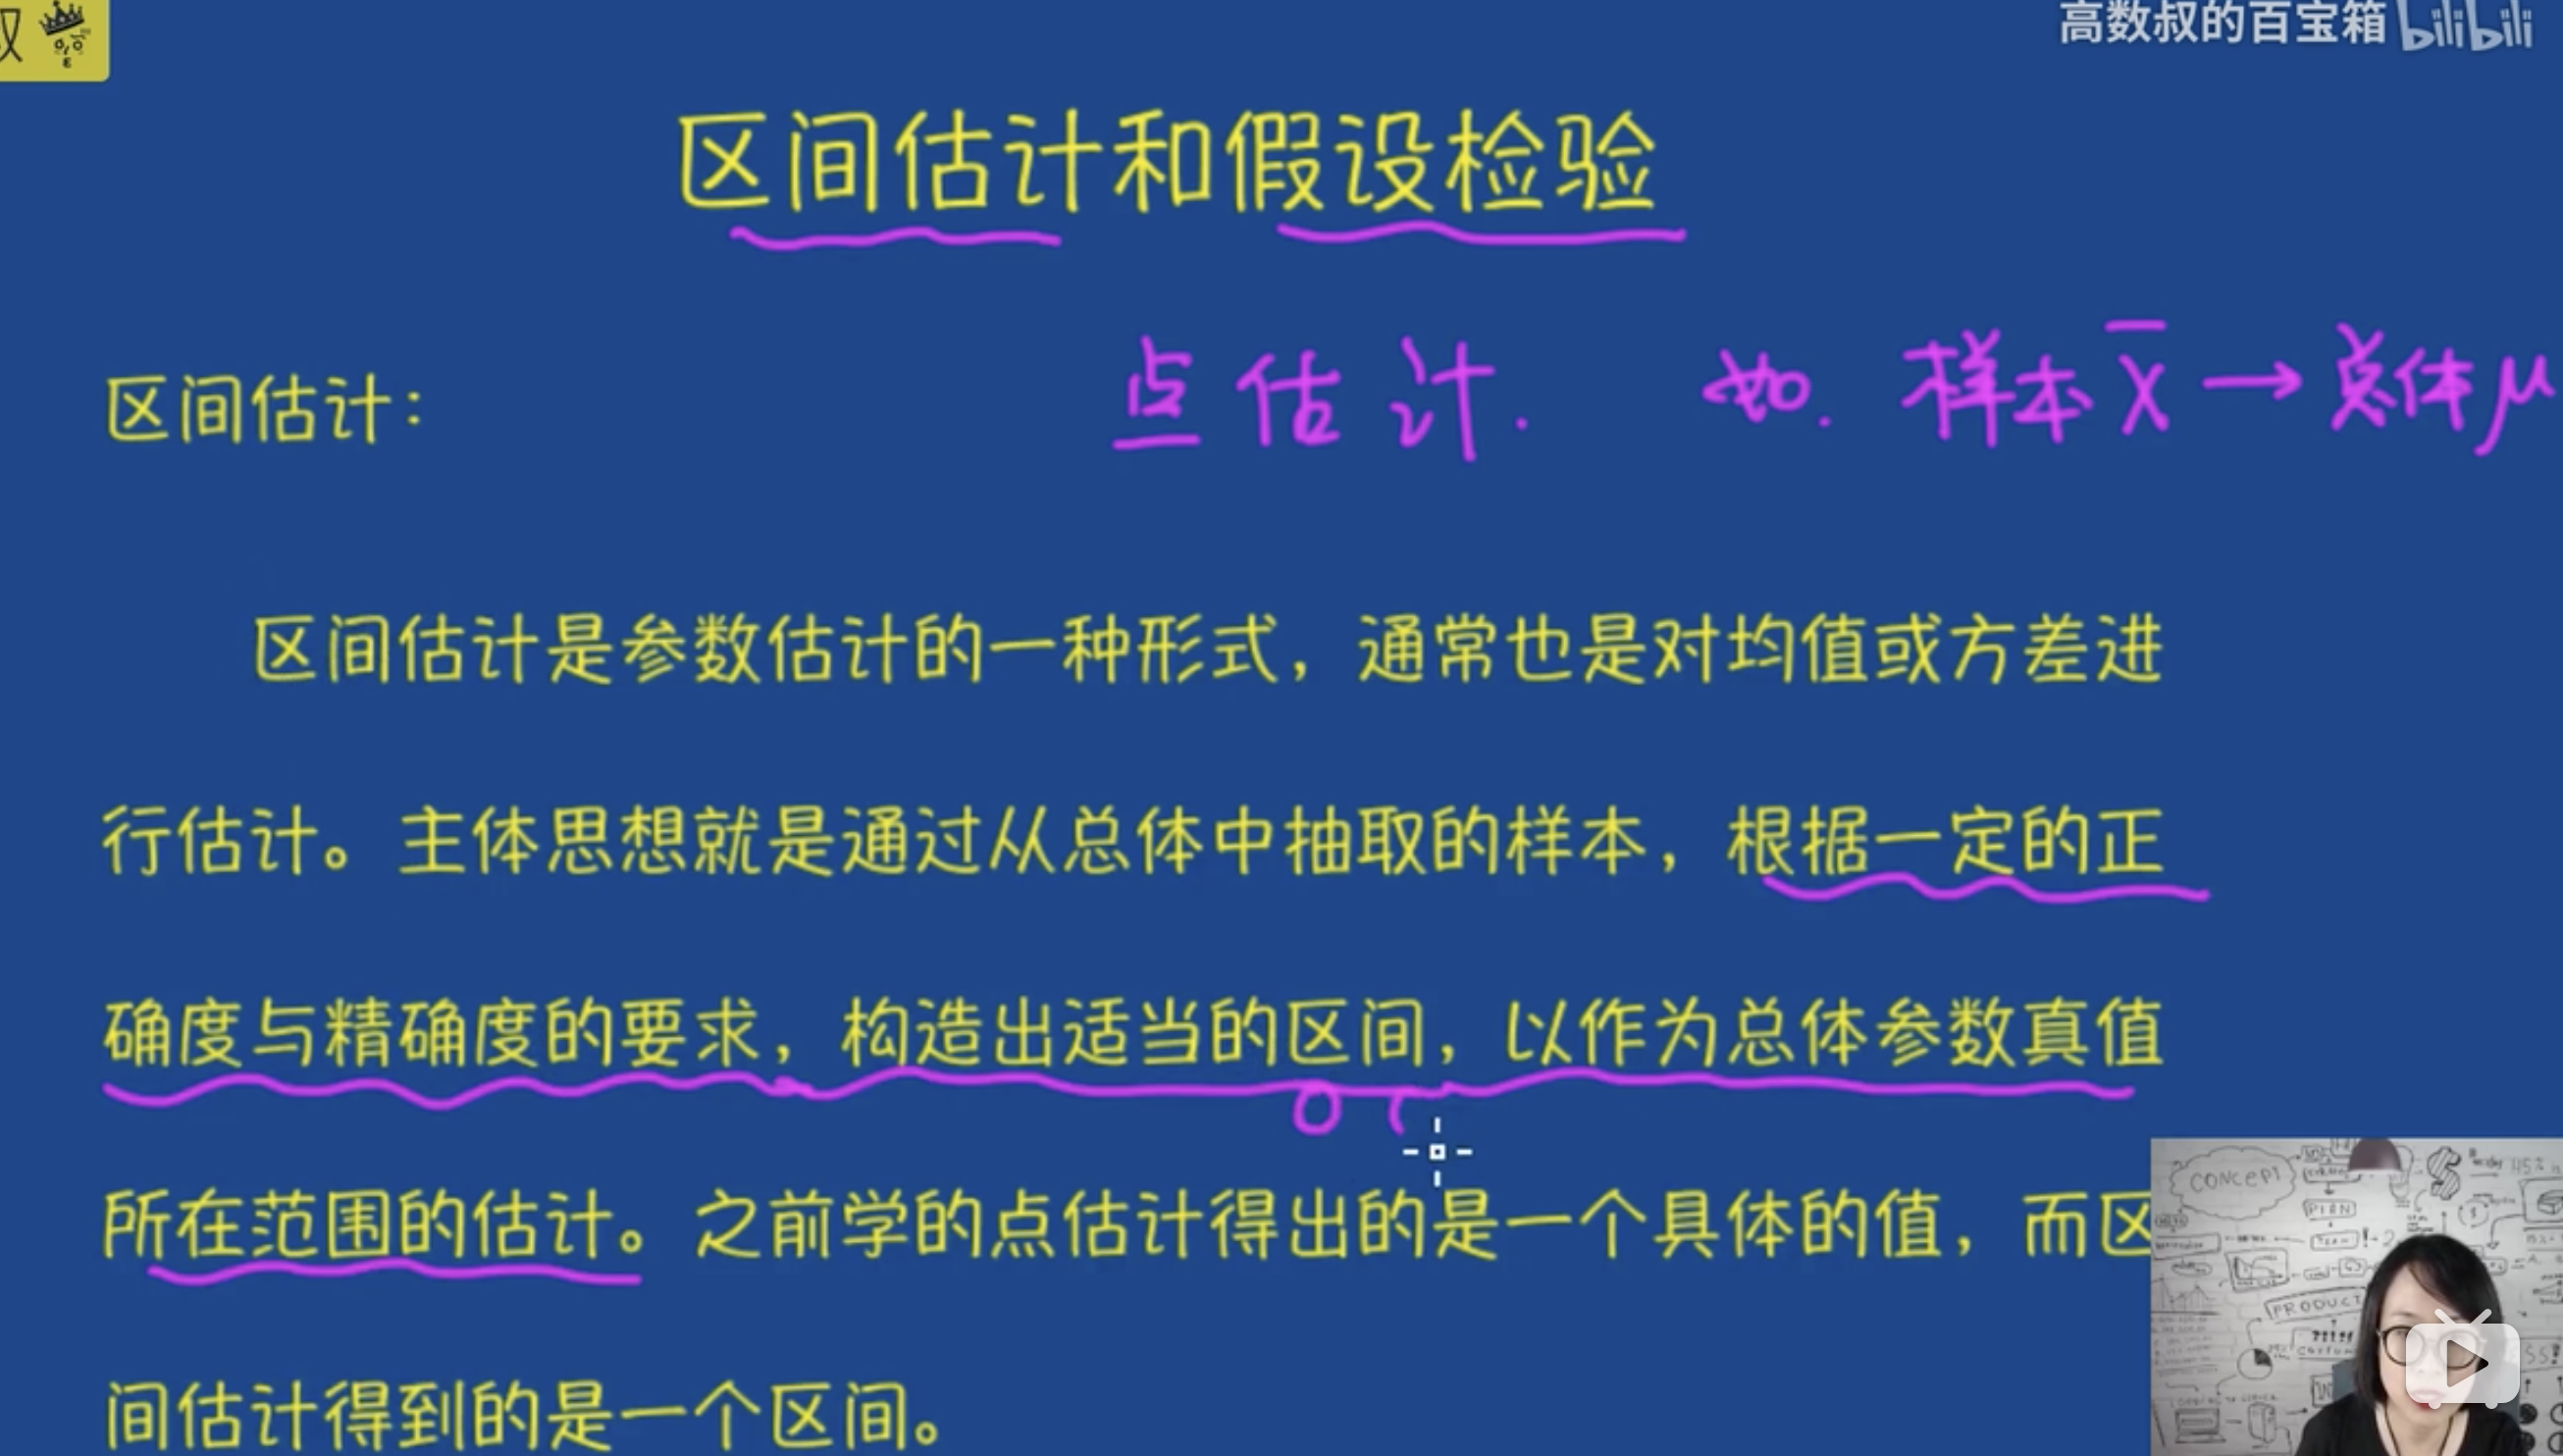 叔
高数叔的百宝箱 bilibili
区间估计和假设检验
区间估计: 点估计. 如. 样本 X̄ → 总体 μ
区间估计是参数估计的一种形式，通常也是对均值或方差进
行估计。主体思想就是通过从总体中抽取的样本，根据一定的正
确度与精确度的要求，构造出适当的区间，以作为总体参数真值
所在范围的估计。之前学的点估计得出的是一个具体的值，而区
间估计得到的是一个区间。
CONCEPT
PLAN
PRODUCT